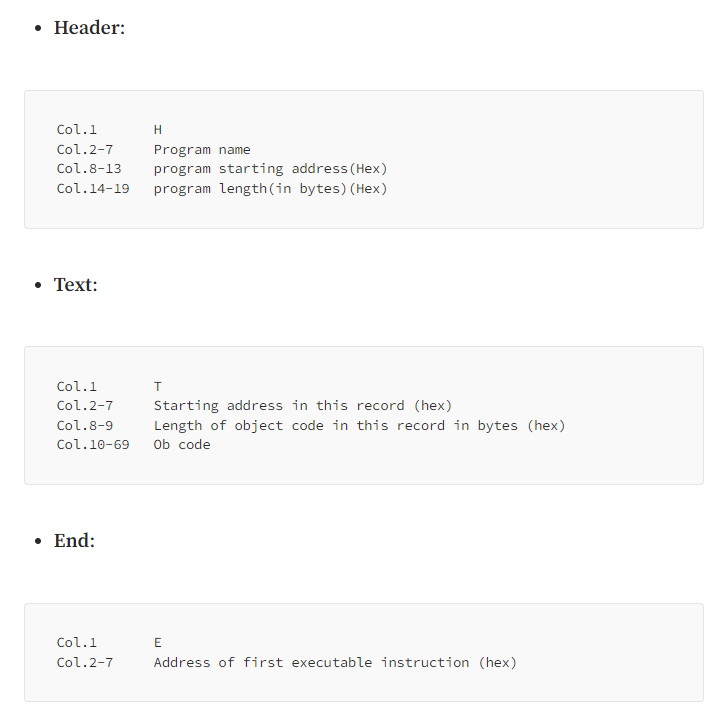 Header:
Col.1 H
Col.2-7 Program name
Col.8-13 program starting address(Hex)
Col.14-19 program length(in bytes)(Hex)
Text:
Col.1 T
Col.2-7 Starting address in this record (hex)
Col.8-9 Length of object code in this record in bytes (hex)
Col.10-69 Ob code
End:
Col.1 E
Col.2-7 Address of first executable instruction (hex)